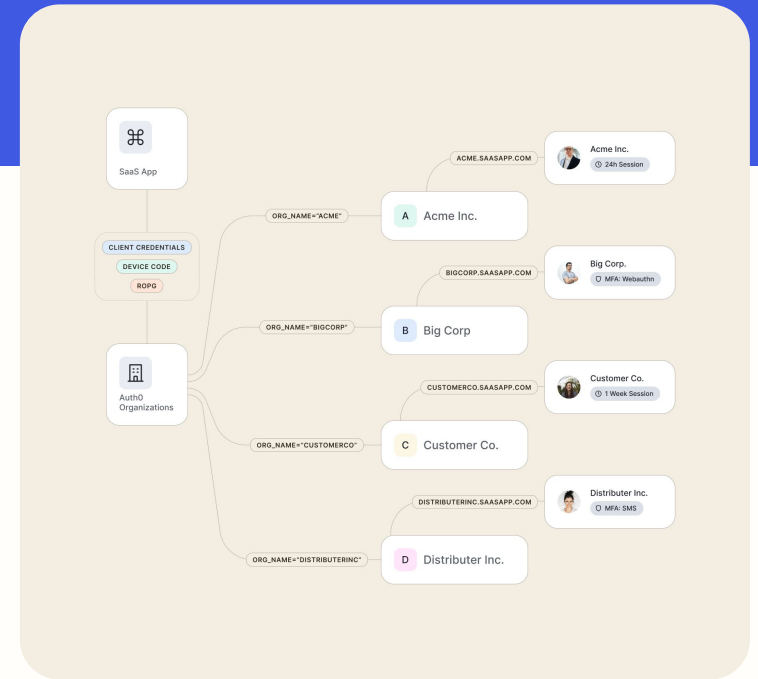 SaaS App
CLIENT CREDENTIALS
DEVICE CODE
ROPG
Auth0
Organizations
ORG_NAME="ACME"
A Acme Inc.
ACME.SAASAPP.COM
Acme Inc.
24h Session
ORG_NAME="BIGCORP"
B Big Corp
BIGCORP.SAASAPP.COM
Big Corp.
MFA: Webauthn
ORG_NAME="CUSTOMERCO"
C Customer Co.
CUSTOMERCO.SAASAPP.COM
Customer Co.
1 Week Session
ORG_NAME="DISTRIBUTERINC"
D Distributer Inc.
DISTRIBUTERINC.SAASAPP.COM
Distributer Inc.
MFA: SMS